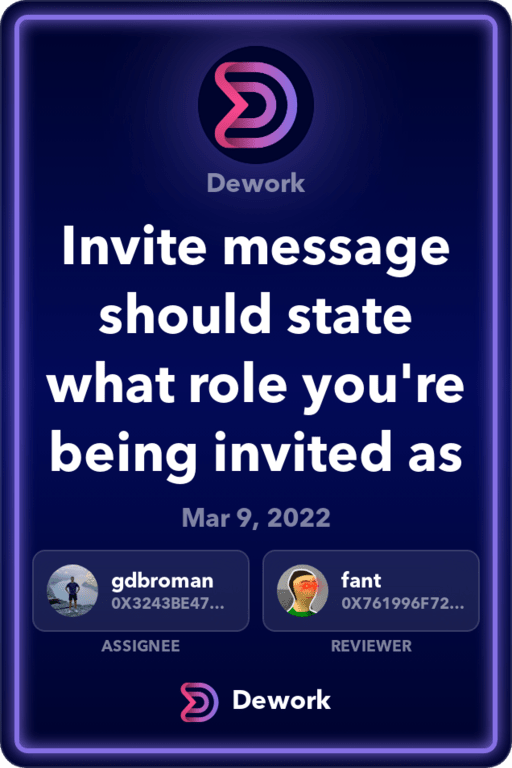 Dework
Invite message
should state
what role you're
being invited as
Mar 9, 2022
gdbroman
0X3243BE47...
fant
0X761996F72...
ASSIGNEE
REVIEWER
Dework